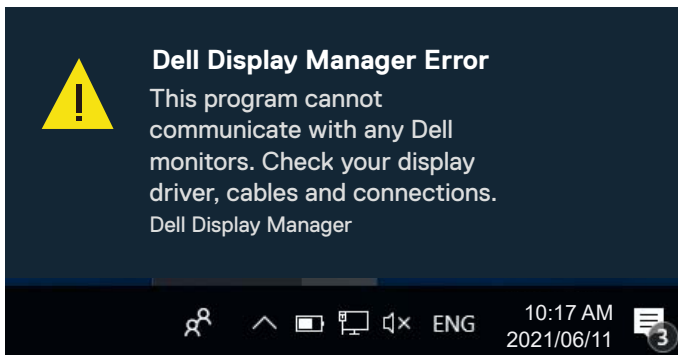 Dell Display Manager Error
This program cannot
communicate with any Dell
monitors. Check your display
driver, cables and connections.
Dell Display Manager
ENG
10:17 AM
2021/06/11
3